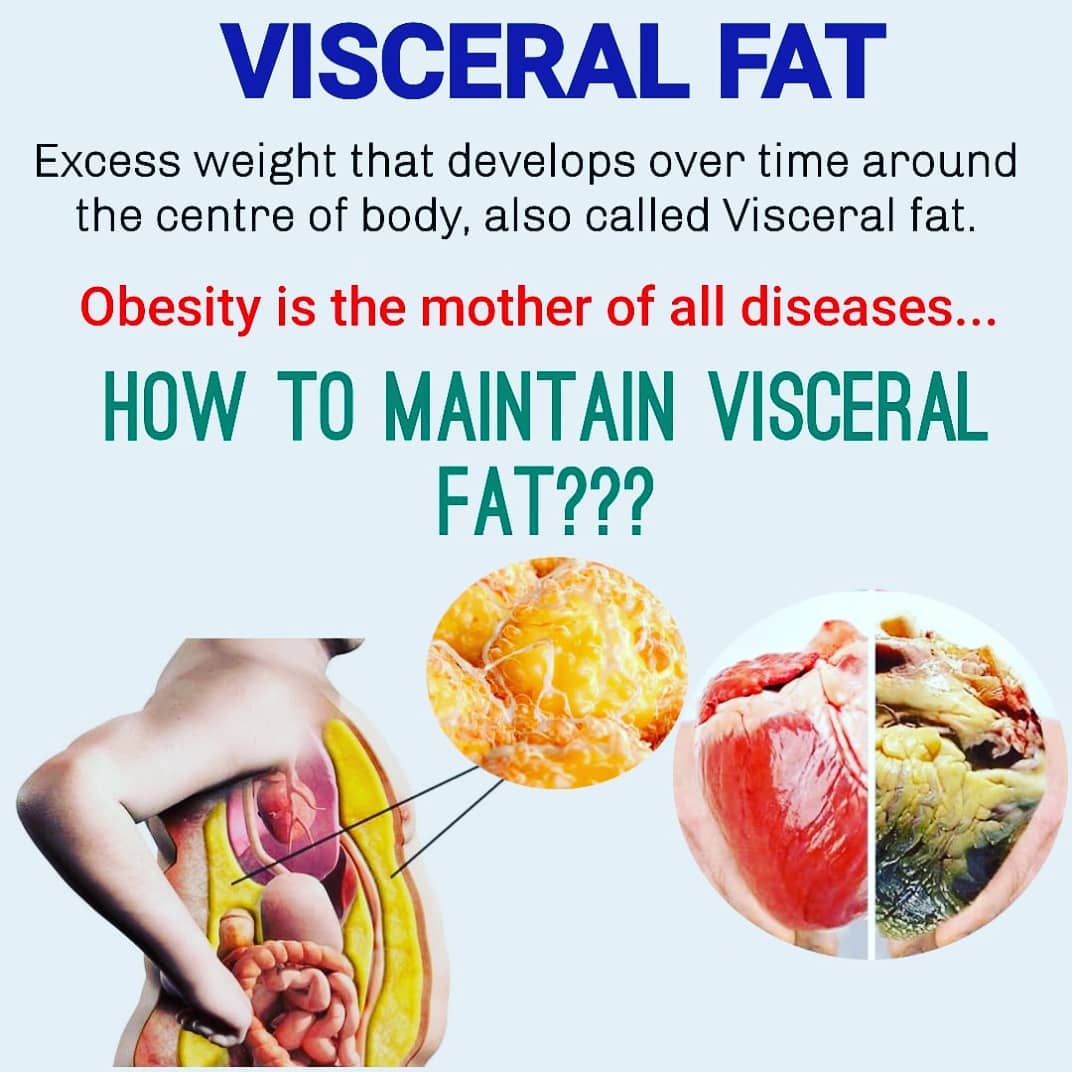 VISCERAL FAT
Excess weight that develops over time around
the centre of body, also called Visceral fat.
Obesity is the mother of all diseases...
HOW TO MAINTAIN VISCERAL
FAT???